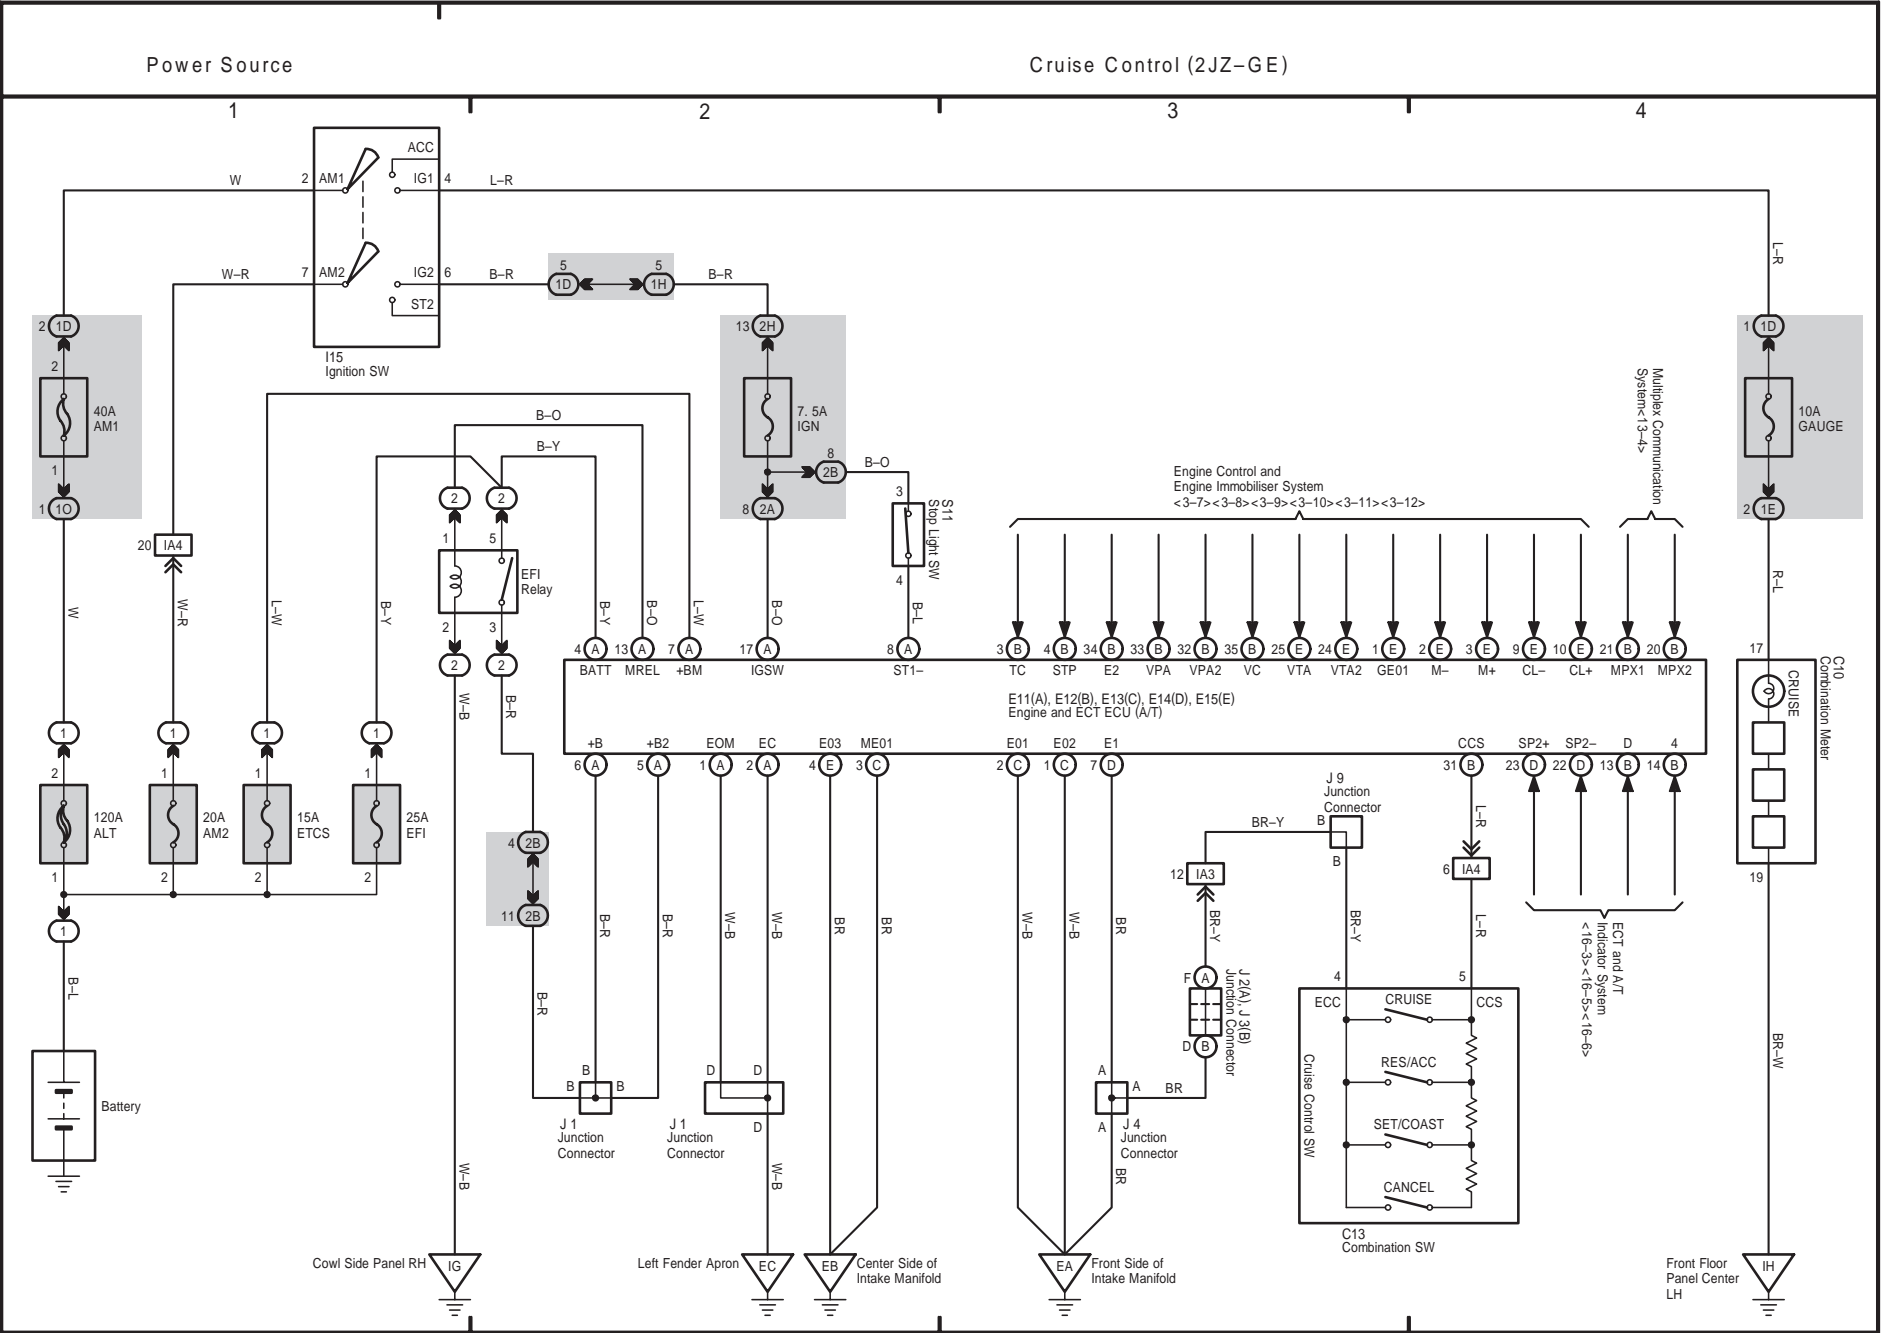 Power Source
Cruise Control (2JZ–GE)
1
2
3
4
ACC
W
2
AM1
IG1
4
L–R
W–R
7
AM2
IG2
6
B–R
5
1D
5
1H
B–R
ST2
I15
Ignition SW
L–R
2
1D
2
40A
AM1
1
1
1O
13
2H
7. 5A
IGN
8
2B
B–O
8
2A
1
1D
10A
GAUGE
2
1E
B–O
B–Y
2
2
1
5
EFI
Relay
2
3
2
2
20
IA4
3
S11
Stop Light SW
4
Engine Control and
Engine Immobiliser System
<3–7><3–8><3–9><3–10><3–11><3–12>
Multiplex Communication
System<13–4>
W
W–R
L–W
B–Y
B–Y
B–O
L–W
B–O
B–L
R–L
4
A
13
A
7
A
17
A
8
A
3
B
4
B
34
B
33
B
32
B
35
B
25
E
24
E
1
E
2
E
3
E
9
E
10
E
21
B
20
B
17
BATT
MREL
+BM
IGSW
ST1–
TC
STP
E2
VPA
VPA2
VC
VTA
VTA2
GE01
M–
M+
CL–
CL+
MPX1
MPX2
E11(A), E12(B), E13(C), E14(D), E15(E)
Engine and ECT ECU (A/T)
CRUISE
C10
Combination Meter
W–B
B–R
+B
+B2
EOM
EC
E03
ME01
E01
E02
E1
CCS
SP2+
SP2–
D
4
6
A
5
A
1
A
2
A
4
E
3
C
2
C
1
C
7
D
31
B
23
D
22
D
13
B
14
B
1
1
1
1
2
1
1
1
120A
ALT
20A
AM2
15A
ETCS
25A
EFI
1
2
2
2
1
4
2B
11
2B
J 9
Junction
Connector
BR–Y
B
B
L–R
12
IA3
6
IA4
19
B–R
B–R
W–B
W–B
BR
BR
W–B
W–B
BR
BR–Y
BR–Y
L–R
ECT and A/T
Indicator System
<16–3><16–5><16–6>
B–L
B–R
F
A
J 2(A), J 3(B)
Junction Connector
D
B
4
5
ECC
CRUISE
CCS
RES/ACC
SET/COAST
CANCEL
Cruise Control SW
C13
Combination SW
BR–W
Battery
B
B
B
J 1
Junction
Connector
D
D
D
J 1
Junction
Connector
A
A
A
BR
J 4
Junction
Connector
W–B
W–B
BR
Cowl Side Panel RH
IG
Left Fender Apron
EC
EB
Center Side of
Intake Manifold
EA
Front Side of
Intake Manifold
Front Floor
Panel Center
LH
IH